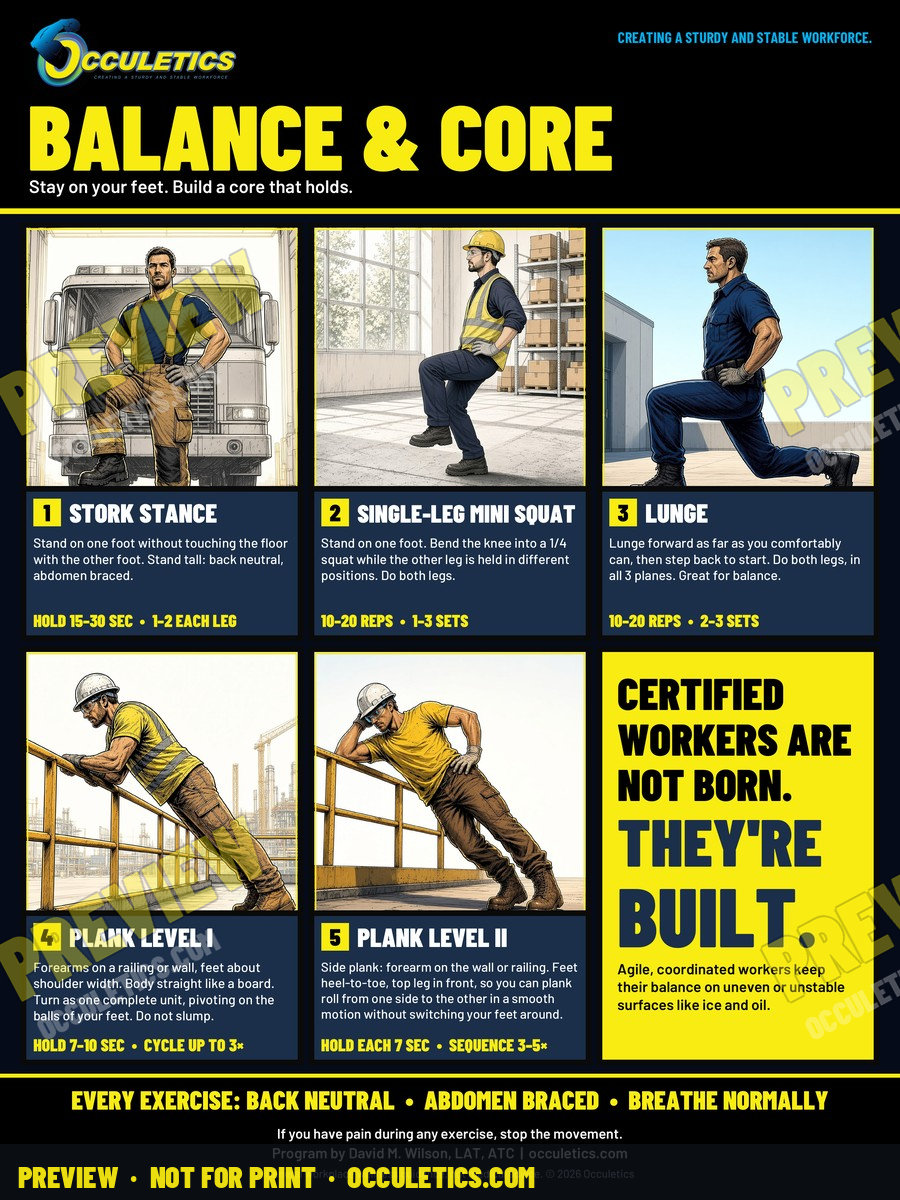 OCCULETICS
CREATING A STURDY AND STABLE WORKFORCE
CREATING A STURDY AND STABLE WORKFORCE.
BALANCE & CORE
Stay on your feet. Build a core that holds.
PREVIEW
OCCULETICS.COM
PREVIEW
OCCULETICS.COM
1 STORK STANCE
Stand on one foot without touching the floor
with the other foot. Stand tall: back neutral,
abdomen braced.
HOLD 15–30 SEC • 1–2 EACH LEG
2 SINGLE-LEG MINI SQUAT
Stand on one foot. Bend the knee into a 1/4
squat while the other leg is held in different
positions. Do both legs.
10–20 REPS • 1–3 SETS
3 LUNGE
Lunge forward as far as you comfortably
can, then step back to start. Do both legs, in
all 3 planes. Great for balance.
10–20 REPS • 2–3 SETS
4 PLANK LEVEL I
Forearms on a railing or wall, feet about
shoulder width. Body straight like a board.
Turn as one complete unit, pivoting on the
balls of your feet. Do not slump.
HOLD 7–10 SEC • CYCLE UP TO 3×
5 PLANK LEVEL II
Side plank: forearm on the wall or railing. Feet
heel-to-toe, top leg in front, so you can plank
roll from one side to the other in a smooth
motion without switching your feet around.
HOLD EACH 7 SEC • SEQUENCE 3–5×
CERTIFIED
WORKERS ARE
NOT BORN.
THEY'RE
BUILT.
Agile, coordinated workers keep
their balance on uneven or unstable
surfaces like ice and oil.
PREVIEW
OCCULETICS.COM
PREVIEW
OCCULETICS.COM
EVERY EXERCISE: BACK NEUTRAL • ABDOMEN BRACED • BREATHE NORMALLY
If you have pain during any exercise, stop the movement.
Program by David M. Wilson, LAT, ATC | occuletics.com
© 2026 Occuletics
PREVIEW · NOT FOR PRINT · OCCULETICS.COM